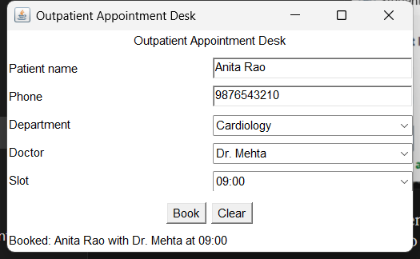 Outpatient Appointment Desk
Outpatient Appointment Desk
Patient name Anita Rao
Phone 9876543210
Department Cardiology
Doctor Dr. Mehta
Slot 09:00
Book Clear
Booked: Anita Rao with Dr. Mehta at 09:00